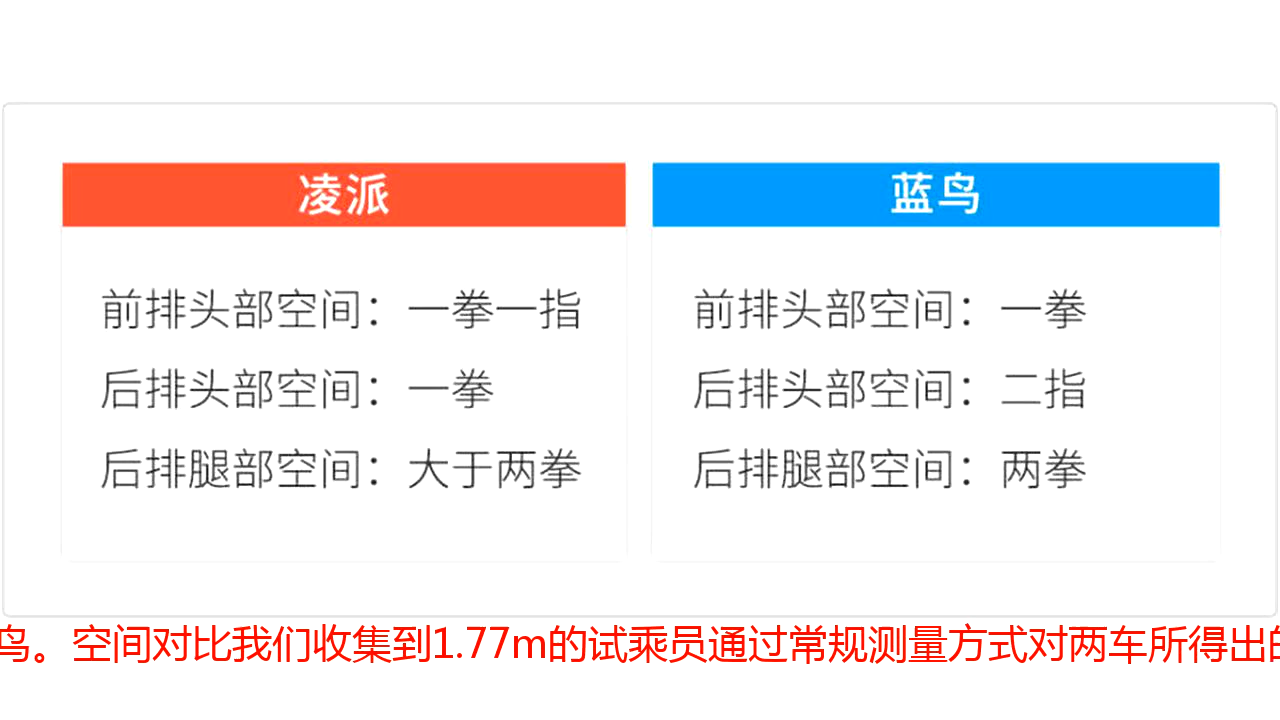 凌派
前排头部空间：一拳一指
后排头部空间：一拳
后排腿部空间：大于两拳
蓝鸟
前排头部空间：一拳
后排头部空间：二指
后排腿部空间：两拳
鸟。空间对比我们收集到1.77m的试乘员通过常规测量方式对两车所得出的